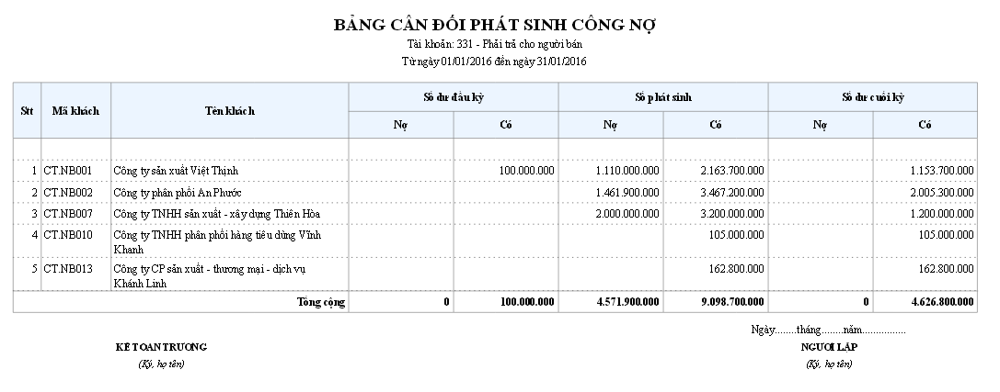 BẢNG CÂN ĐỐI PHÁT SINH CÔNG NỢ
Tài khoản: 331 - Phải trả cho người bán
Từ ngày 01/01/2016 đến ngày 31/01/2016
Stt Mã khách Tên khách Số dư đầu kỳ Số phát sinh Số dư cuối kỳ
Nợ Có Nợ Có Nợ Có
1 CT.NB001 Công ty sản xuất Việt Thịnh 100.000.000 1.110.000.000 2.163.700.000 1.153.700.000
2 CT.NB002 Công ty phân phối An Phước 1.461.900.000 3.467.200.000 2.005.300.000
3 CT.NB007 Công ty TNHH sản xuất - xây dựng Thiên Hòa 2.000.000.000 3.200.000.000 1.200.000.000
4 CT.NB010 Công ty TNHH phân phối hàng tiêu dừng Vĩnh 105.000.000 105.000.000
Khanh
5 CT.NB013 Công ty CP sản xuất - thương mại - dịch vụ 162.800.000 162.800.000
Khánh Linh
Tổng cộng 0 100.000.000 4.571.900.000 9.098.700.000 0 4.626.800.000
Ngày........tháng........năm................
KẾ TOÁN TRƯỞNG NGƯỜI LẬP
(Ký, họ tên) (Ký, họ tên)